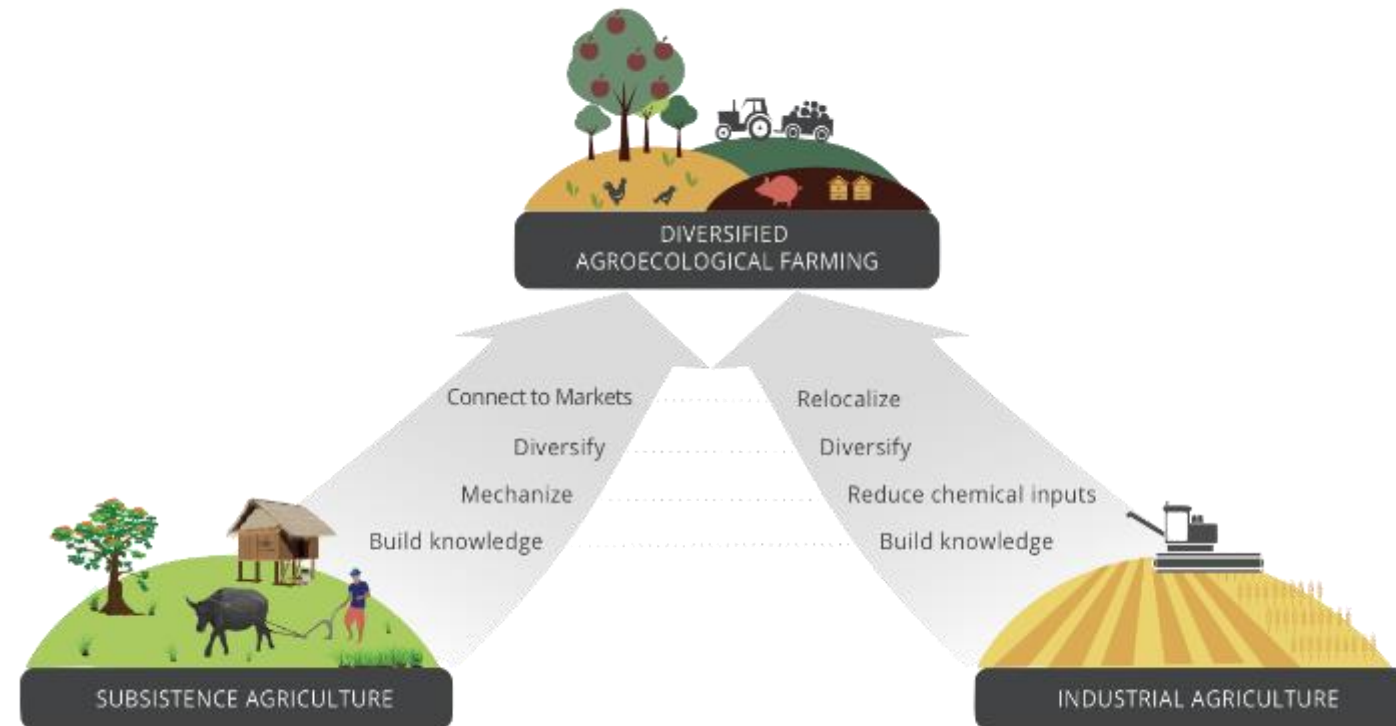 DIVERSIFIED
AGROECOLOGICAL FARMING
Connect to Markets
Relocalize
Diversify
Diversify
Mechanize
Reduce chemical inputs
Build knowledge
Build knowledge
SUBSISTENCE AGRICULTURE
INDUSTRIAL AGRICULTURE